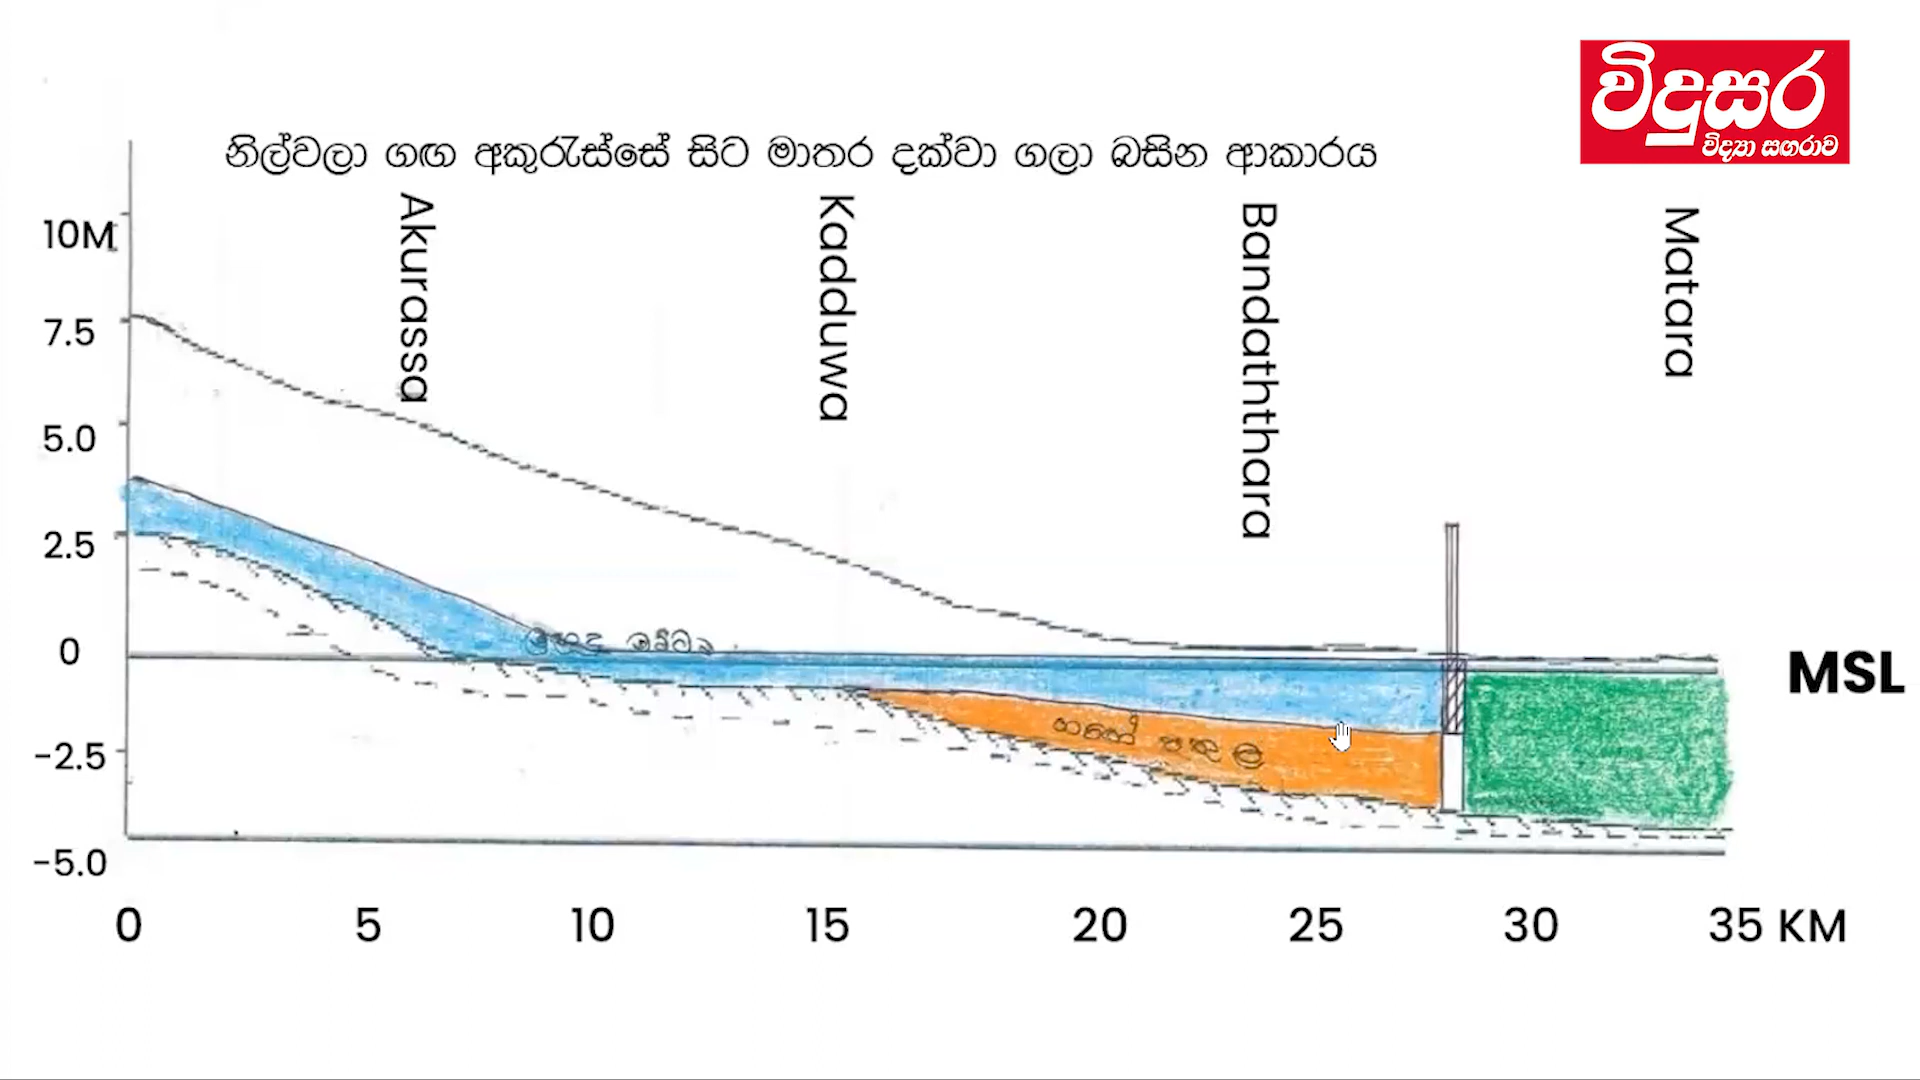 විදුසර
විද්‍යා සඟරාව
නිල්වලා ගඟ අකුරැස්සේ සිට මාතර දක්වා ගලා බසින ආකාරය
Akurassa
Kadduwa
Bandaththara
Matara
10M
7.5
5.0
2.5
0
-2.5
-5.0
MSL
0 5 10 15 20 25 30 35 KM